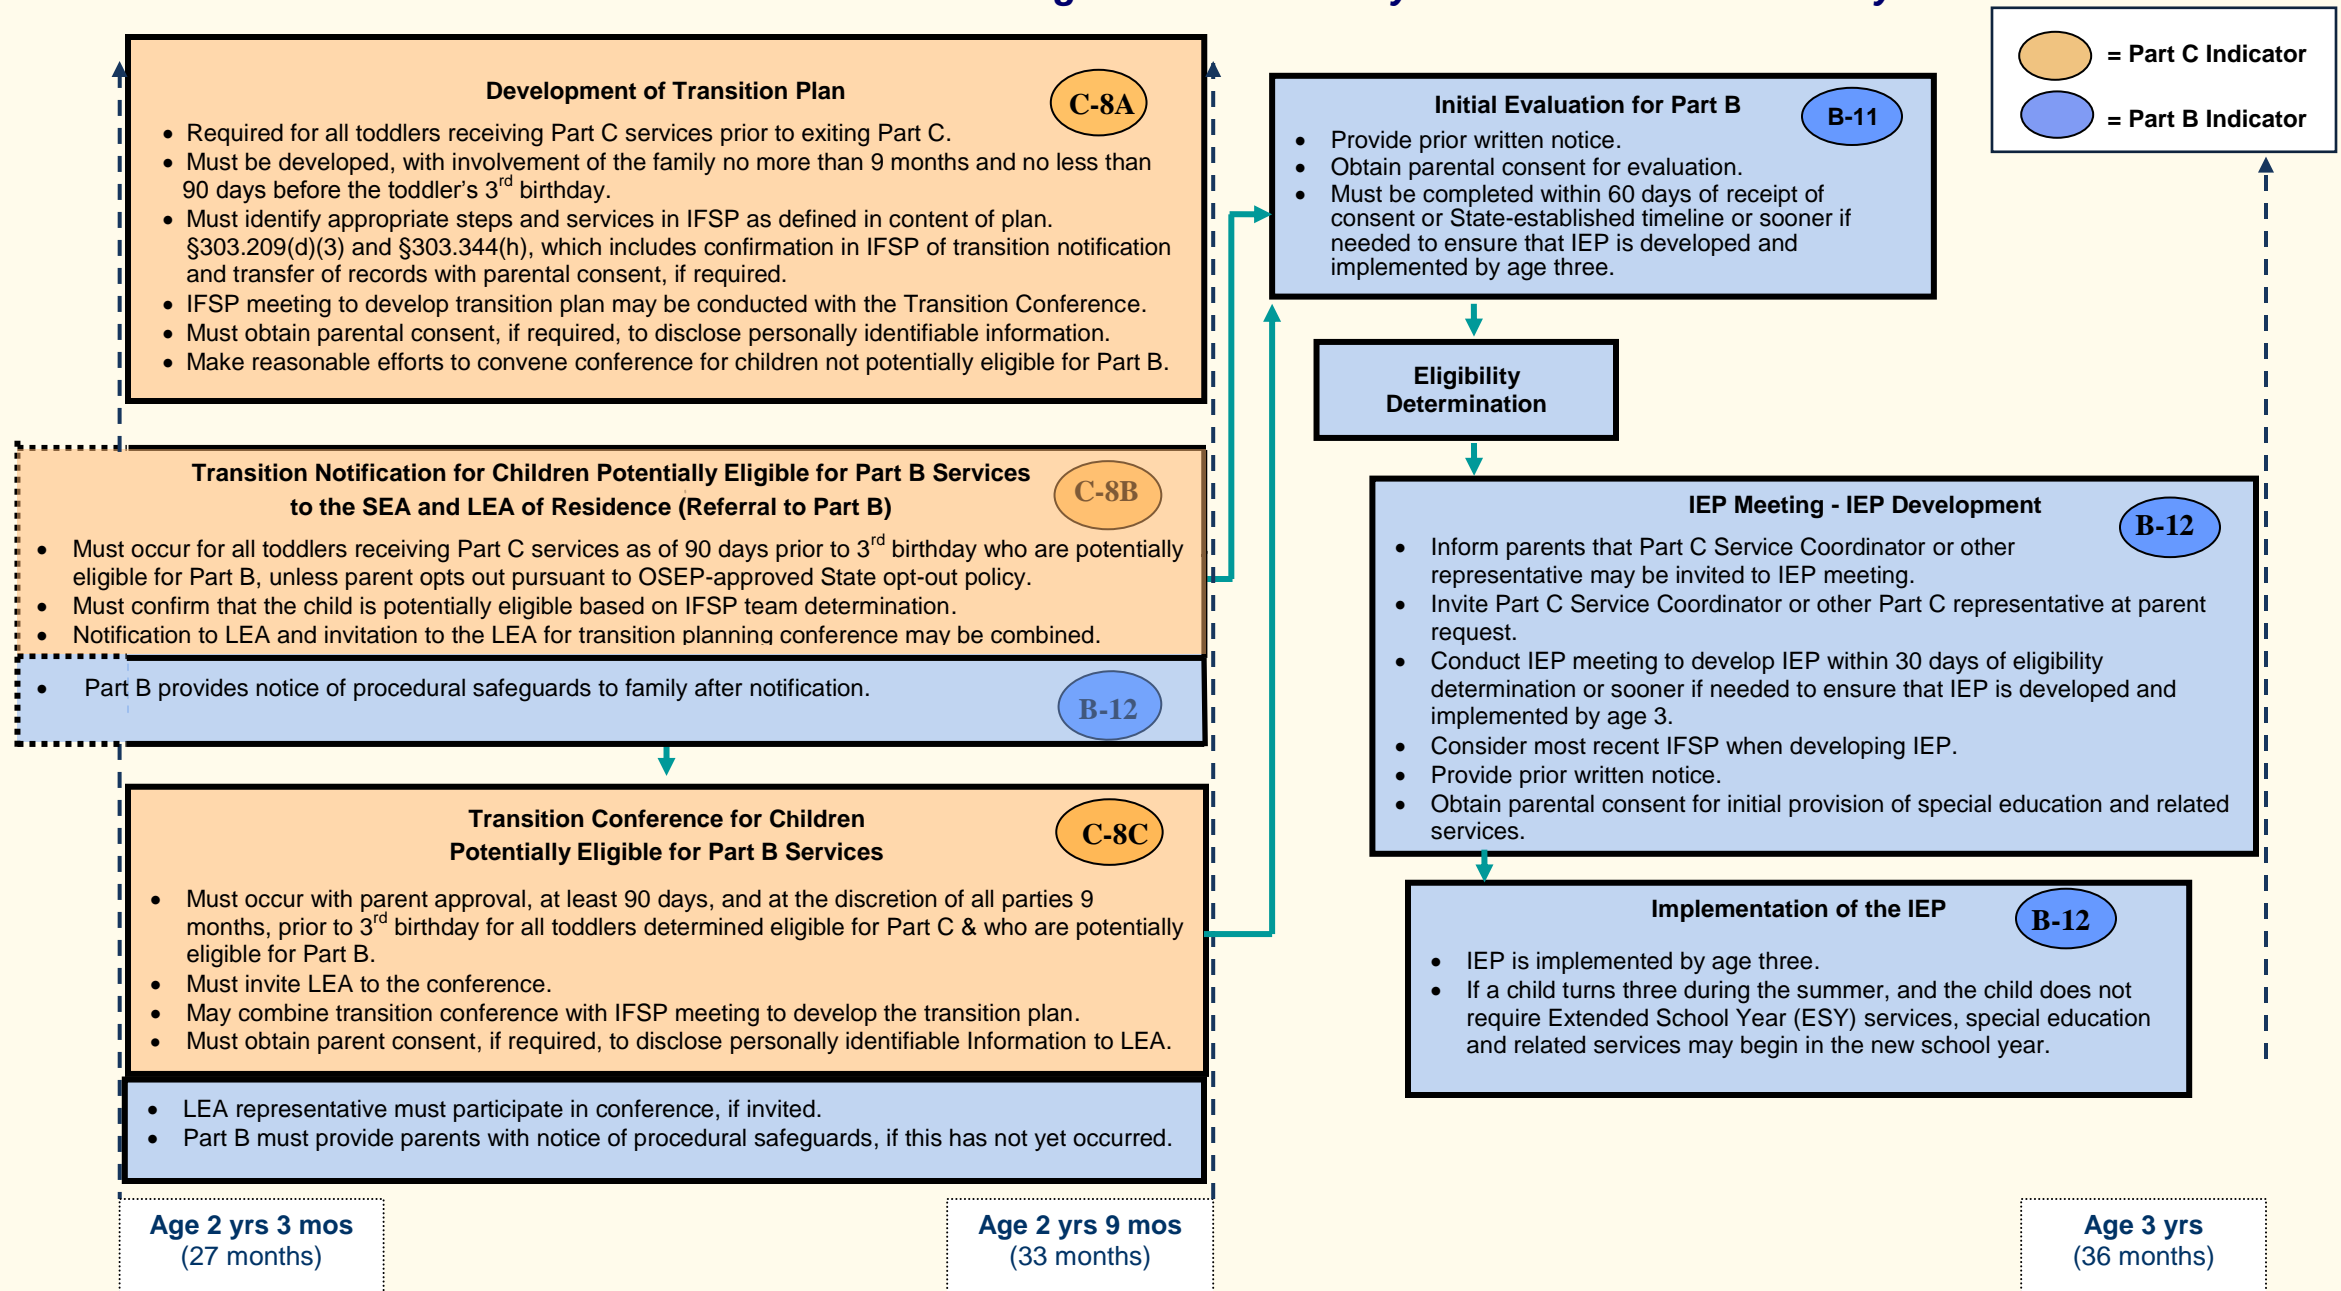 Development of Transition Plan
C-8A
• Required for all toddlers receiving Part C services prior to exiting Part C.
• Must be developed, with involvement of the family no more than 9 months and no less than
90 days before the toddler's 3rd birthday.
• Must identify appropriate steps and services in IFSP as defined in content of plan.
§303.209(d)(3) and §303.344(h), which includes confirmation in IFSP of transition notification
and transfer of records with parental consent, if required.
• IFSP meeting to develop transition plan may be conducted with the Transition Conference.
• Must obtain parental consent, if required, to disclose personally identifiable information.
• Make reasonable efforts to convene conference for children not potentially eligible for Part B.
Transition Notification for Children Potentially Eligible for Part B Services
to the SEA and LEA of Residence (Referral to Part B)
C-8B
• Must occur for all toddlers receiving Part C services as of 90 days prior to 3rd birthday who are potentially
eligible for Part B, unless parent opts out pursuant to OSEP-approved State opt-out policy.
• Must confirm that the child is potentially eligible based on IFSP team determination.
• Notification to LEA and invitation to the LEA for transition planning conference may be combined.
• Part B provides notice of procedural safeguards to family after notification.
B-12
Transition Conference for Children
Potentially Eligible for Part B Services
C-8C
• Must occur with parent approval, at least 90 days, and at the discretion of all parties 9
months, prior to 3rd birthday for all toddlers determined eligible for Part C & who are potentially
eligible for Part B.
• Must invite LEA to the conference.
• May combine transition conference with IFSP meeting to develop the transition plan.
• Must obtain parent consent, if required, to disclose personally identifiable Information to LEA.
• LEA representative must participate in conference, if invited.
• Part B must provide parents with notice of procedural safeguards, if this has not yet occurred.
Initial Evaluation for Part B
B-11
• Provide prior written notice.
• Obtain parental consent for evaluation.
• Must be completed within 60 days of receipt of
consent or State-established timeline or sooner if
needed to ensure that IEP is developed and
implemented by age three.
Eligibility
Determination
IEP Meeting - IEP Development
B-12
• Inform parents that Part C Service Coordinator or other
representative may be invited to IEP meeting.
• Invite Part C Service Coordinator or other Part C representative at parent
request.
• Conduct IEP meeting to develop IEP within 30 days of eligibility
determination or sooner if needed to ensure that IEP is developed and
implemented by age 3.
• Consider most recent IFSP when developing IEP.
• Provide prior written notice.
• Obtain parental consent for initial provision of special education and related
services.
Implementation of the IEP
B-12
• IEP is implemented by age three.
• If a child turns three during the summer, and the child does not
require Extended School Year (ESY) services, special education
and related services may begin in the new school year.
= Part C Indicator
= Part B Indicator
Age 2 yrs 3 mos
(27 months)
Age 2 yrs 9 mos
(33 months)
Age 3 yrs
(36 months)